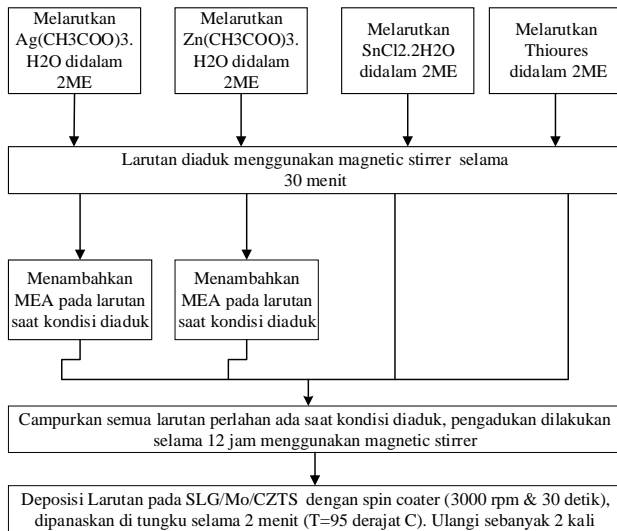 Melarutkan
Ag(CH3COO)3.
H2O didalam
2ME
Melarutkan
Zn(CH3COO)3.
H2O didalam
2ME
Melarutkan
SnCl2.2H2O
didalam 2ME
Melarutkan
Thioures
didalam 2ME
Larutan diaduk menggunakan magnetic stirrer selama
30 menit
Menambahkan
MEA pada larutan
saat kondisi diaduk
Menambahkan
MEA pada larutan
saat kondisi diaduk
Campurkan semua larutan perlahan ada saat kondisi diaduk, pengadukan dilakukan
selama 12 jam menggunakan magnetic stirrer
Deposisi Larutan pada SLG/Mo/CZTS dengan spin coater (3000 rpm & 30 detik),
dipanaskan di tungku selama 2 menit (T=95 derajat C). Ulangi sebanyak 2 kali